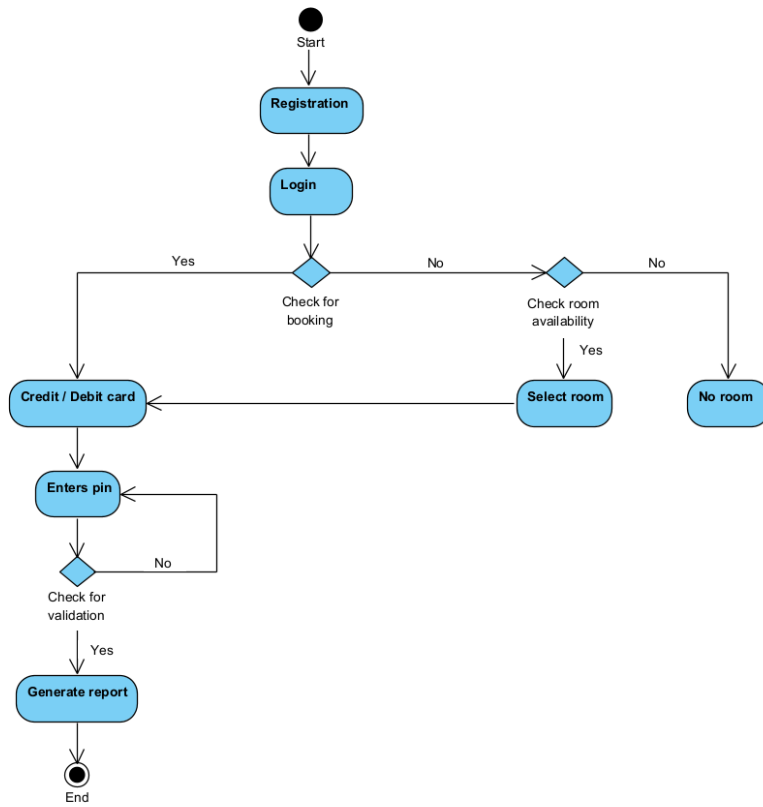 Start
Registration
Login
Yes
No
No
Check for
booking
Check room
availability
Yes
Credit / Debit card
Select room
No room
Enters pin
No
Check for
validation
Yes
Generate report
End